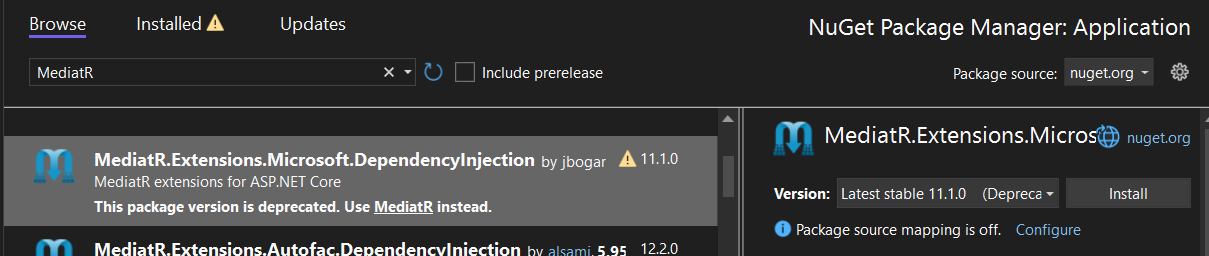 Browse Installed Updates
NuGet Package Manager: Application
MediatR Include prerelease
Package source: nuget.org
MediatR.Extensions.Microsoft.DependencyInjection by jbogar 11.1.0
MediatR extensions for ASP.NET Core
This package version is deprecated. Use MediatR instead.
MediatR.Extensions.Autofac.DependencyInjection by alsami, 5.95 12.2.0
MediatR.Extensions.Micros nuget.org
Version: Latest stable 11.1.0 (Depreca Install
Package source mapping is off. Configure